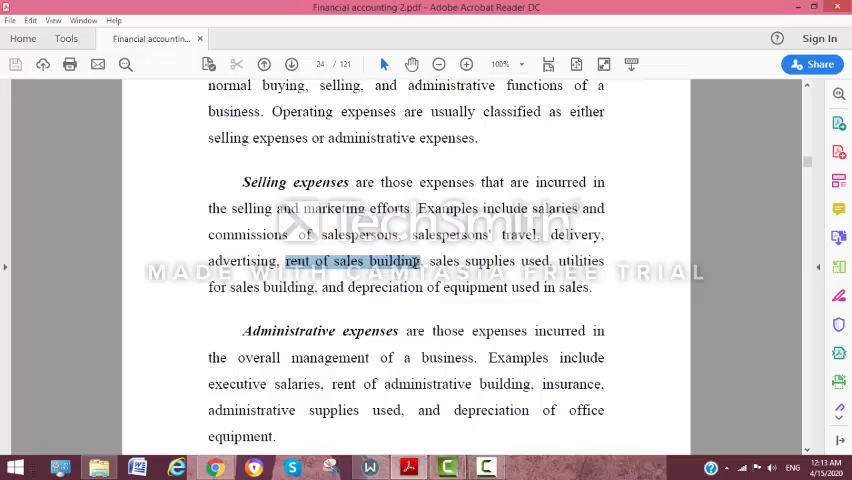 Financial accounting 2.pdf - Adobe Acrobat Reader DC
File Edit View Window Help
Home Tools Financial accountin... × Sign In
24 / 121 100% Share
normal buying, selling, and administrative functions of a
business. Operating expenses are usually classified as either
selling expenses or administrative expenses.
Selling expenses are those expenses that are incurred in
the selling and marketing efforts. Examples include salaries and
commissions of salespersons, salespersons' travel, delivery,
advertising, rent of sales building, sales supplies used, utilities
for sales building, and depreciation of equipment used in sales.
TechSmith
MADE WITH CAMTASIA FREE TRIAL
Administrative expenses are those expenses incurred in
the overall management of a business. Examples include
executive salaries, rent of administrative building, insurance,
administrative supplies used, and depreciation of office
equipment.
ENG
12:13 AM
4/15/2020